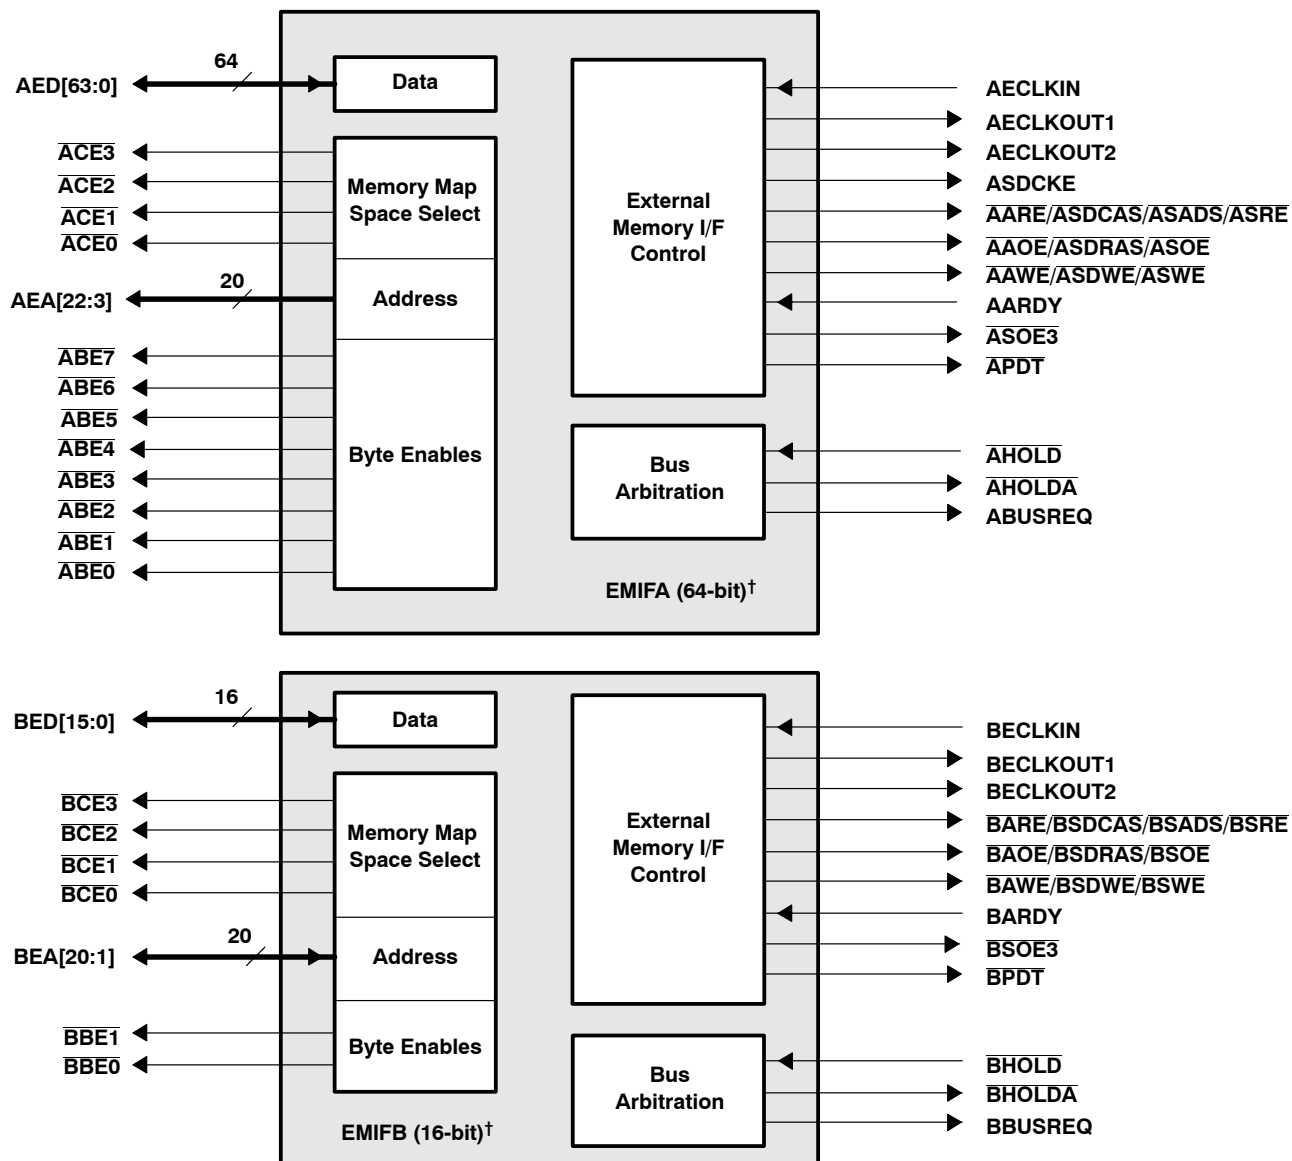 64
AED[63:0]
Data
ACE3
ACE2
ACE1
ACE0
Memory Map
Space Select
20
AEA[22:3]
Address
ABE7
ABE6
ABE5
ABE4
ABE3
ABE2
ABE1
ABE0
Byte Enables
External
Memory I/F
Control
AECLKIN
AECLKOUT1
AECLKOUT2
ASDCKE
AARE/ASDCAS/ASADS/ASRE
AAOE/ASDRAS/ASOE
AAWE/ASDWE/ASWE
AARDY
ASOE3
APDT
Bus
Arbitration
AHOLD
AHOLDA
ABUSREQ
EMIFA (64-bit)†
16
BED[15:0]
Data
BCE3
BCE2
BCE1
BCE0
Memory Map
Space Select
20
BEA[20:1]
Address
BBE1
BBE0
Byte Enables
External
Memory I/F
Control
BECLKIN
BECLKOUT1
BECLKOUT2
BARE/BSDCAS/BSADS/BSRE
BAOE/BSDRAS/BSOE
BAWE/BSDWE/BSWE
BARDY
BSOE3
BPDT
Bus
Arbitration
BHOLD
BHOLDA
BBUSREQ
EMIFB (16-bit)†